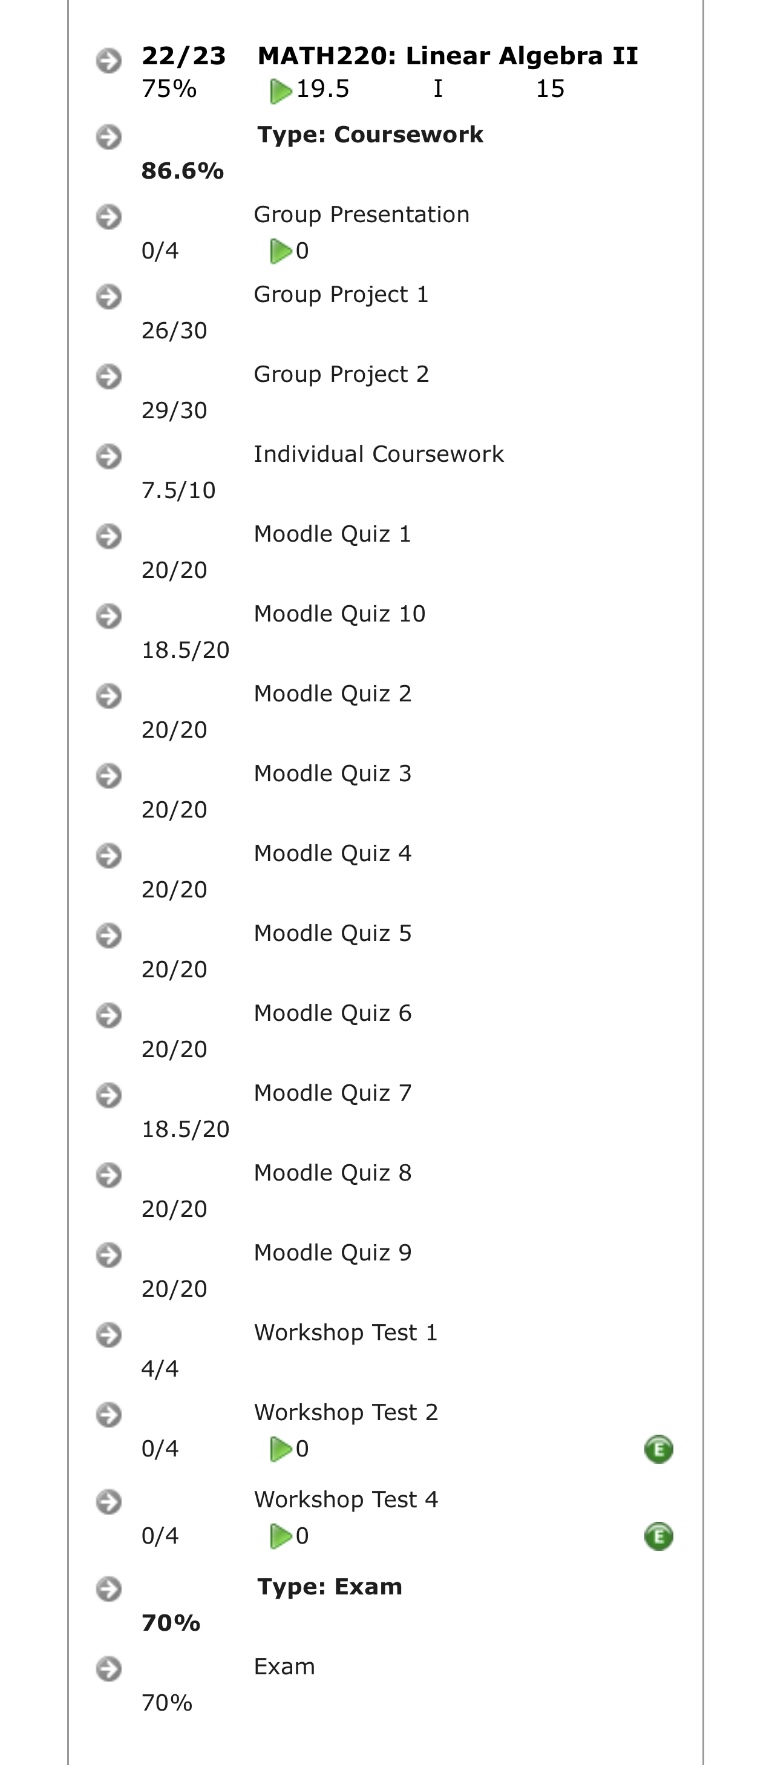 22/23 MATH220: Linear Algebra II
75% 19.5 I 15
Type: Coursework
86.6%
Group Presentation
0/4 0
Group Project 1
26/30
Group Project 2
29/30
Individual Coursework
7.5/10
Moodle Quiz 1
20/20
Moodle Quiz 10
18.5/20
Moodle Quiz 2
20/20
Moodle Quiz 3
20/20
Moodle Quiz 4
20/20
Moodle Quiz 5
20/20
Moodle Quiz 6
20/20
Moodle Quiz 7
18.5/20
Moodle Quiz 8
20/20
Moodle Quiz 9
20/20
Workshop Test 1
4/4
Workshop Test 2
0/4 0 E
Workshop Test 4
0/4 0 E
Type: Exam
70%
Exam
70%